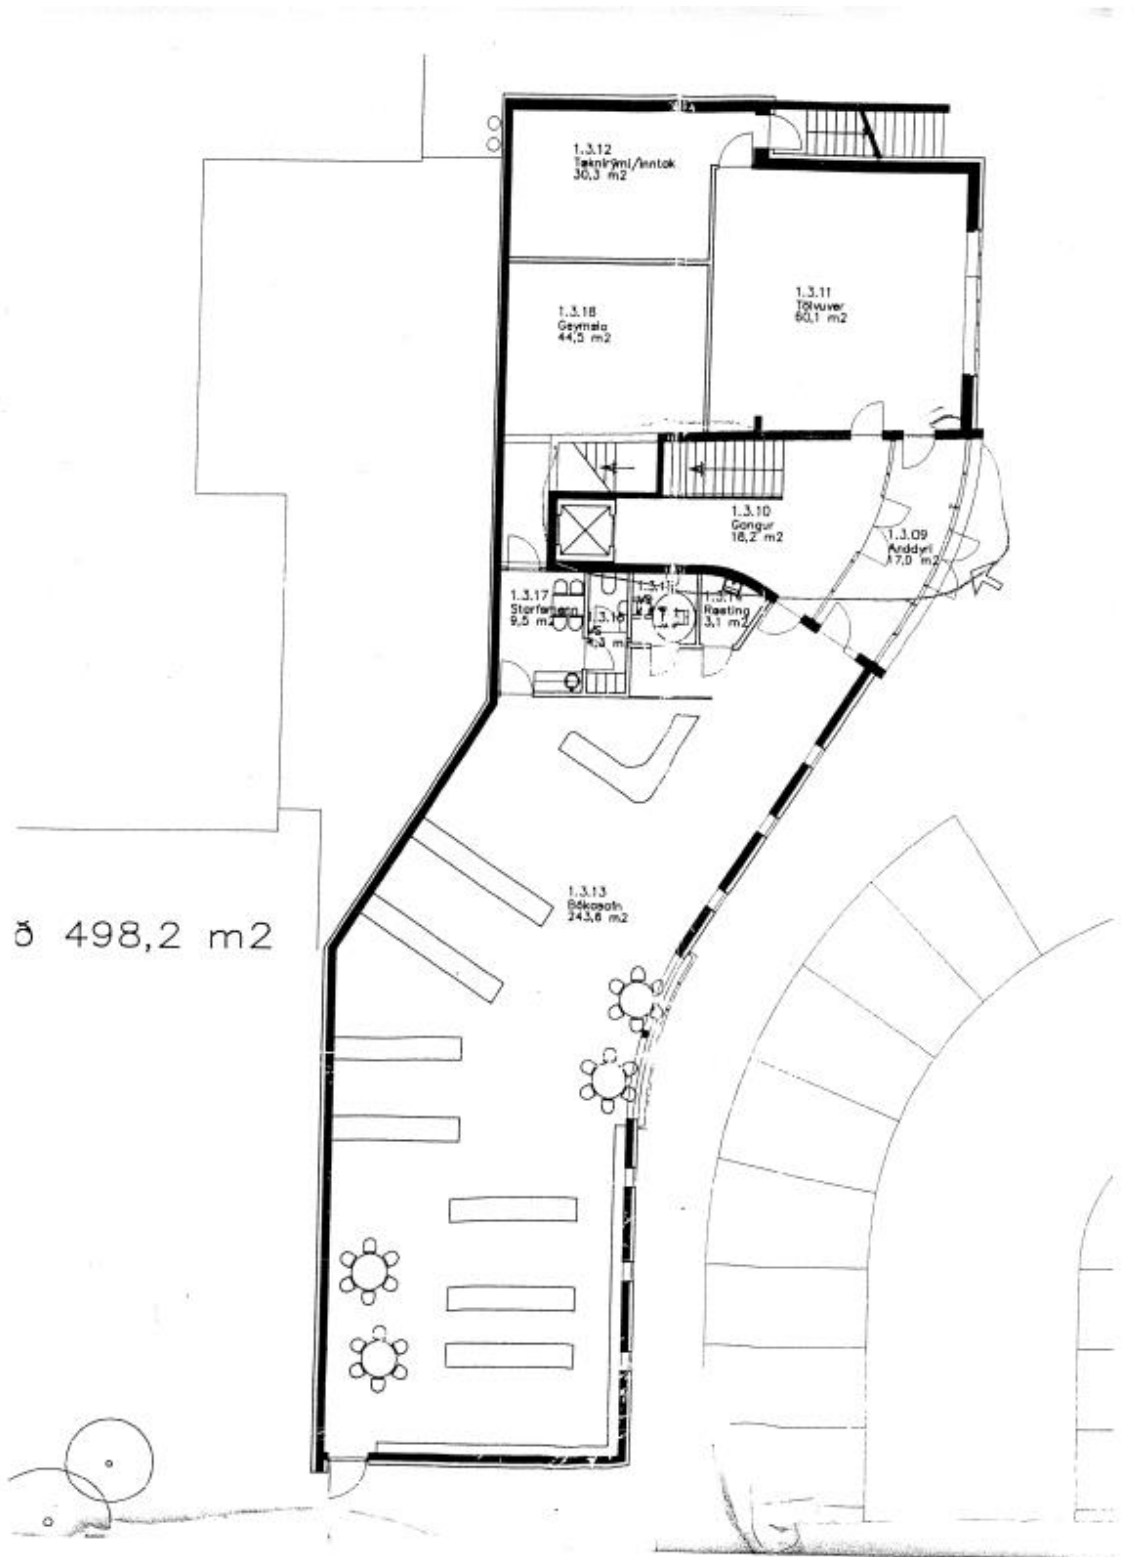 1.3.12
Tæknirými/inntak
30,3 m2
1.3.11
Tölvuver
60,1 m2
1.3.18
Geymsla
44,5 m2
1.3.10
Gangur
18,2 m2
1.3.09
Anddyri
17,0 m2
1.3.17
9,5 m2
Ræsting
3,1 m2
1.3.13
Bókasafn
243,8 m2
ð 498,2 m2